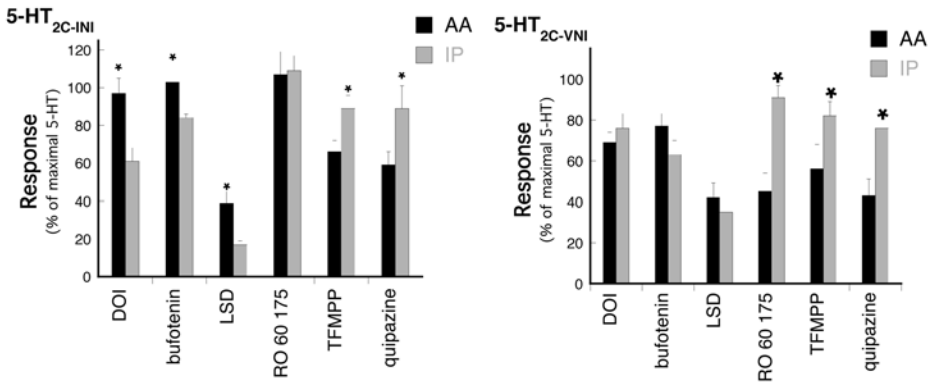 5-HT2C-INI
AA
IP
120
100
80
60
40
20
0
Response
(% of maximal 5-HT)
*
*
*
*
*
DOI
bufotenin
LSD
RO 60 175
TFMPP
quipazine
5-HT2C-VNI
AA
IP
100
80
60
40
20
0
Response
(% of maximal 5-HT)
*
*
*
DOI
bufotenin
LSD
RO 60 175
TFMPP
quipazine